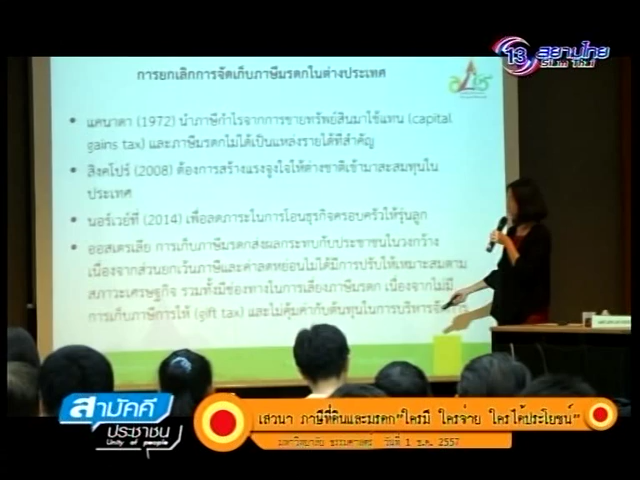 13 สยามไทย
SIAM THAI
การยกเลิกการจัดเก็บภาษีมรดกในต่างประเทศ
• แคนาดา (1972) นำภาษีกำไรจากการขายทรัพย์สินมาใช้แทน (capital
gains tax) และภาษีมรดกไม่ได้เป็นแหล่งรายได้ที่สำคัญ
• สิงคโปร์ (2008) ต้องการสร้างแรงจูงใจให้ต่างชาติเข้ามาสะสมทุนใน
ประเทศ
• นอร์เวย์ที่ (2014) เพื่อลดภาระในการโอนธุรกิจครอบครัวให้รุ่นลูก
• ออสเตรเลีย การเก็บภาษีมรดกส่งผลกระทบกับประชาชนในวงกว้าง
เนื่องจากส่วนยกเว้นภาษีและค่าลดหย่อนไม่ได้มีการปรับให้เหมาะสมตาม
สภาวะเศรษฐกิจ รวมทั้งมีช่องทางในการเลี่ยงภาษีมรดก เนื่องจากไม่มี
การเก็บภาษีการให้ (gift tax) และไม่คุ้มค่ากับต้นทุนในการบริหารจัดการ
สามัคคี
ประชาชน
Unity of people
เสวนา ภาษีที่ดินและมรดก"ใครมี ใครจ่าย ใครได้ประโยชน์"
มหาวิทยาลัย ธรรมศาสตร์ วันที่ 1 ธ.ค. 2557